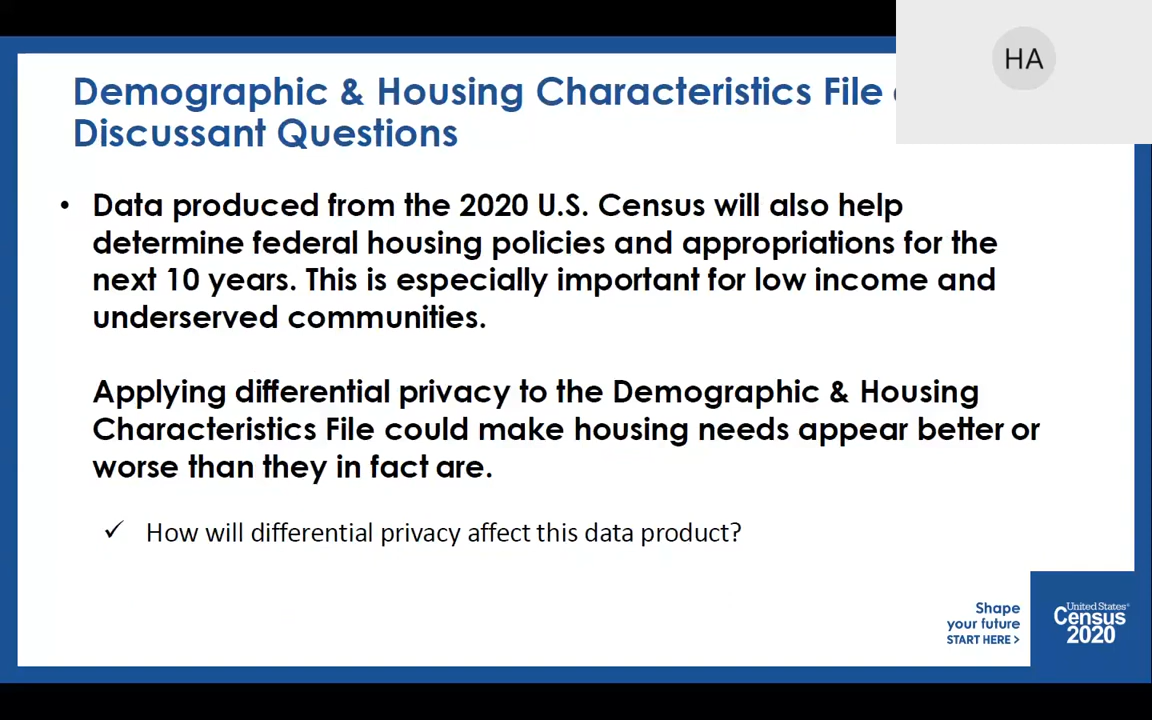 HA
Demographic & Housing Characteristics File
Discussant Questions
• Data produced from the 2020 U.S. Census will also help
determine federal housing policies and appropriations for the
next 10 years. This is especially important for low income and
underserved communities.
Applying differential privacy to the Demographic & Housing
Characteristics File could make housing needs appear better or
worse than they in fact are.
✓ How will differential privacy affect this data product?
Shape
your future
START HERE >
United States®
Census
2020